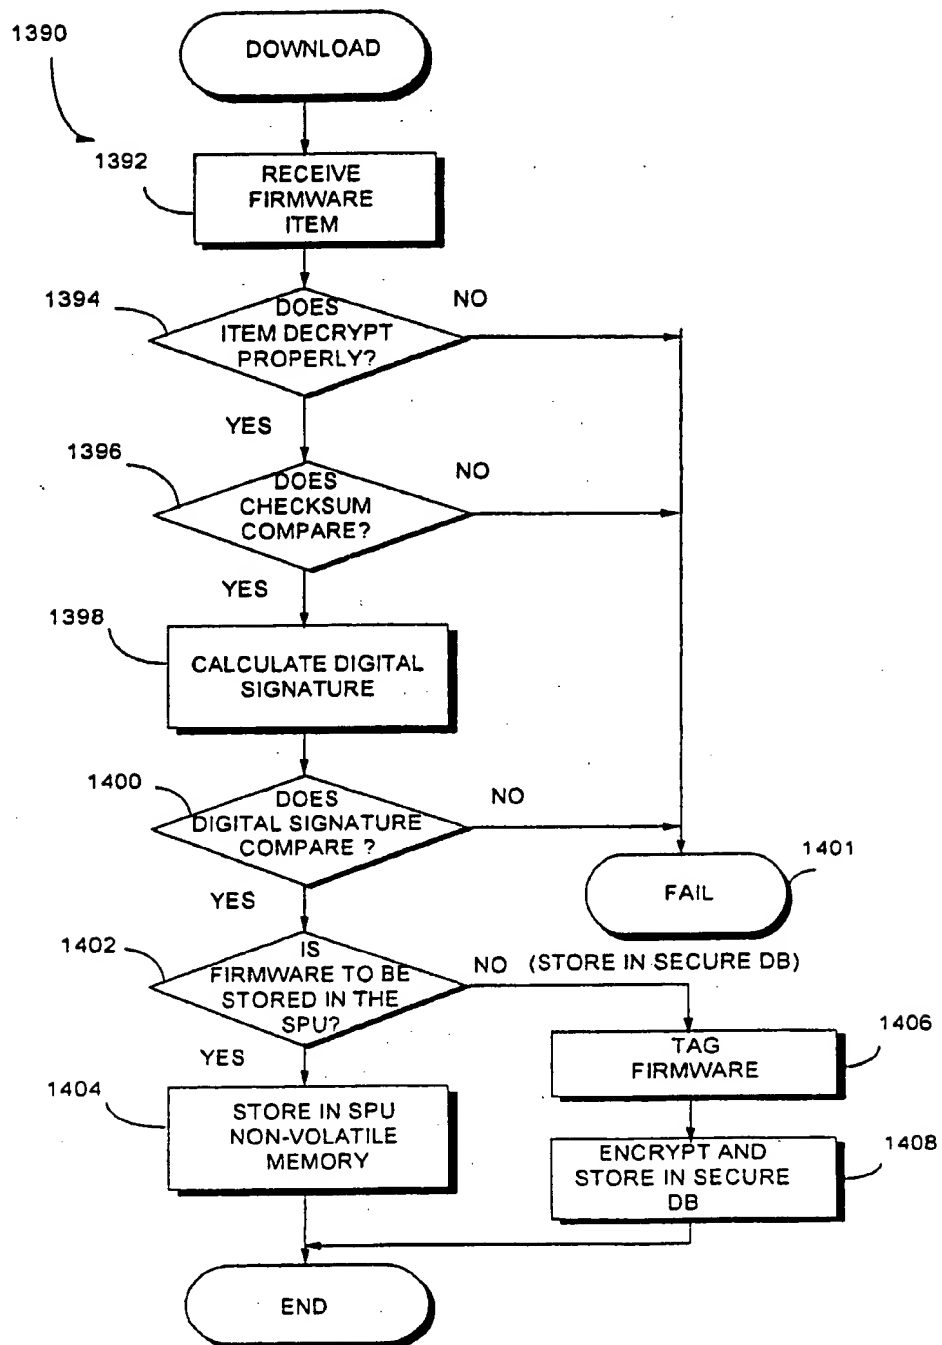 1390
DOWNLOAD
1392
RECEIVE
FIRMWARE
ITEM
1394
DOES
ITEM DECRYPT
PROPERLY?
NO
YES
1396
DOES
CHECKSUM
COMPARE?
NO
YES
1398
CALCULATE DIGITAL
SIGNATURE
1400
DOES
DIGITAL SIGNATURE
COMPARE ?
NO
1401
FAIL
YES
1402
IS
FIRMWARE TO BE
STORED IN THE
SPU?
NO (STORE IN SECURE DB)
YES
1406
TAG
FIRMWARE
1404
STORE IN SPU
NON-VOLATILE
MEMORY
1408
ENCRYPT AND
STORE IN SECURE
DB
END